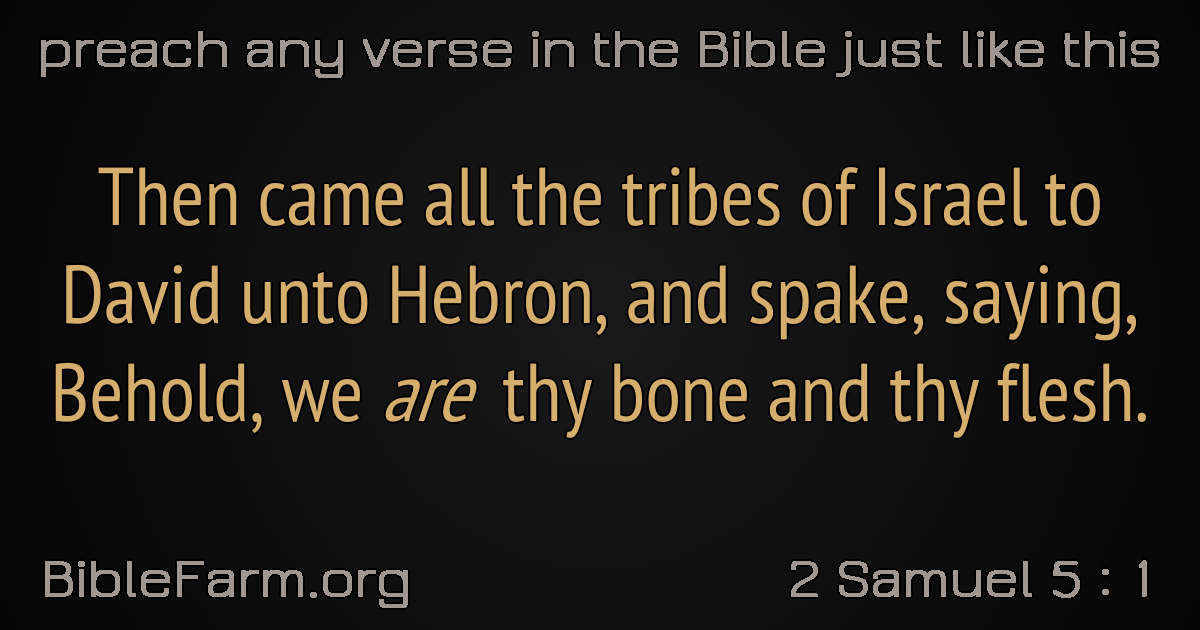 preach any verse in the Bible just like this
Then came all the tribes of Israel to
David unto Hebron, and spake, saying,
Behold, we are thy bone and thy flesh.
BibleFarm.org
2 Samuel 5 : 1